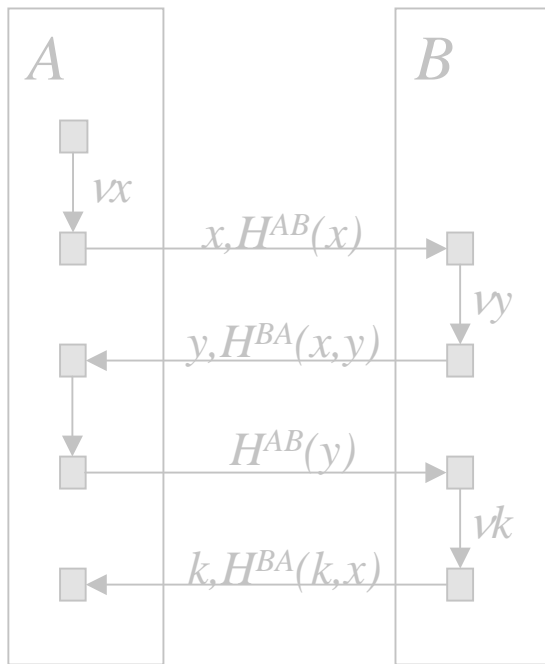 A B
νx
x,H^AB(x)
νy
y,H^BA(x,y)
H^AB(y)
νk
k,H^BA(k,x)